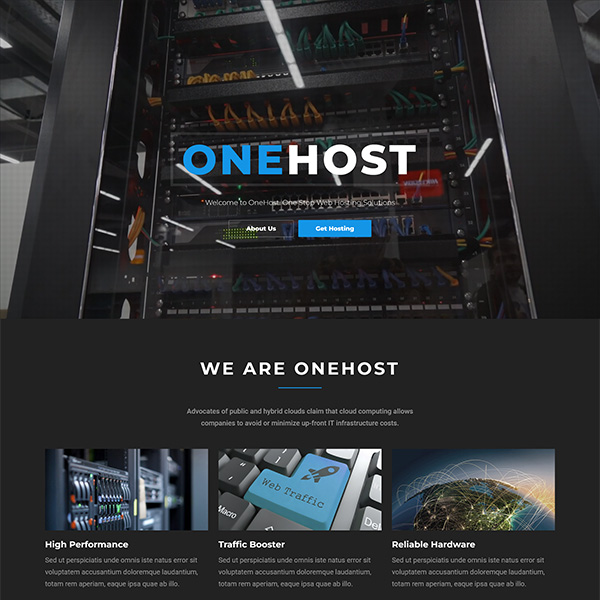 ONEHOST
Welcome to OneHost. One Stop Web Hosting Solutions
About Us
Get Hosting
WE ARE ONEHOST
Advocates of public and hybrid clouds claim that cloud computing allows
companies to avoid or minimize up-front IT infrastructure costs.
Web Traffic
Macro
High Performance
Sed ut perspiciatis unde omnis iste natus error sit
voluptatem accusantium doloremque laudantium,
totam rem aperiam, eaque ipsa quae ab illo.
Traffic Booster
Sed ut perspiciatis unde omnis iste natus error sit
voluptatem accusantium doloremque laudantium,
totam rem aperiam, eaque ipsa quae ab illo.
Reliable Hardware
Sed ut perspiciatis unde omnis iste natus error sit
voluptatem accusantium doloremque laudantium,
totam rem aperiam, eaque ipsa quae ab illo.